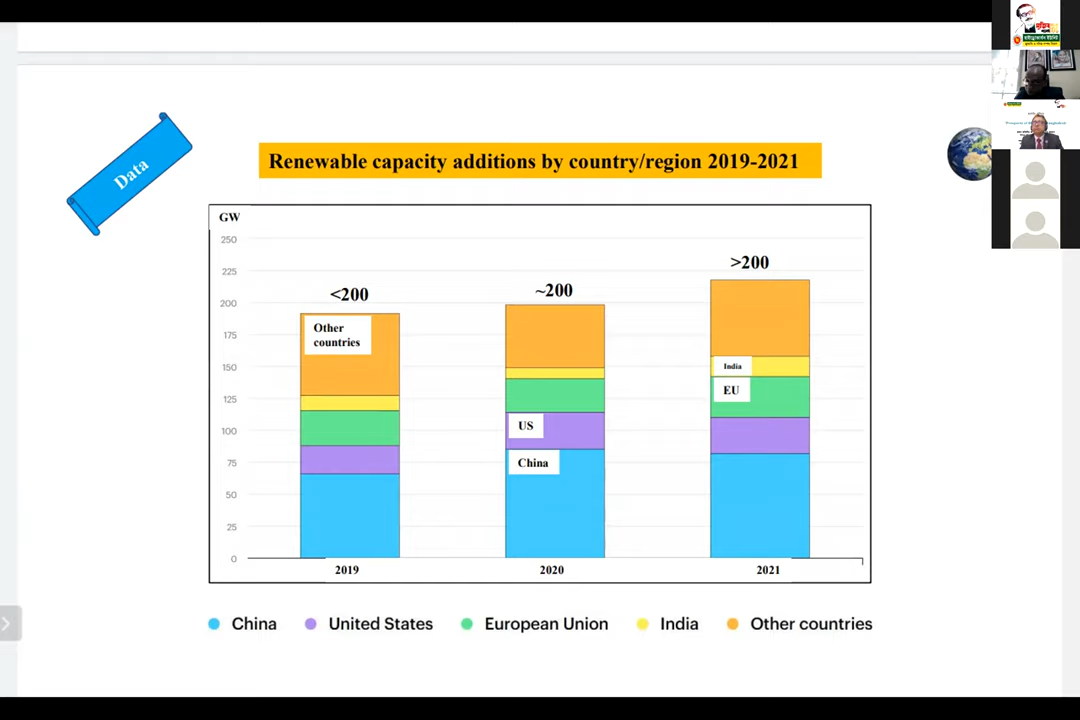 Data
Renewable capacity additions by country/region 2019-2021
GW
250
225
200
175
150
125
100
75
50
25
0
<200
~200
>200
Other
countries
India
EU
US
China
2019
2020
2021
China
United States
European Union
India
Other countries